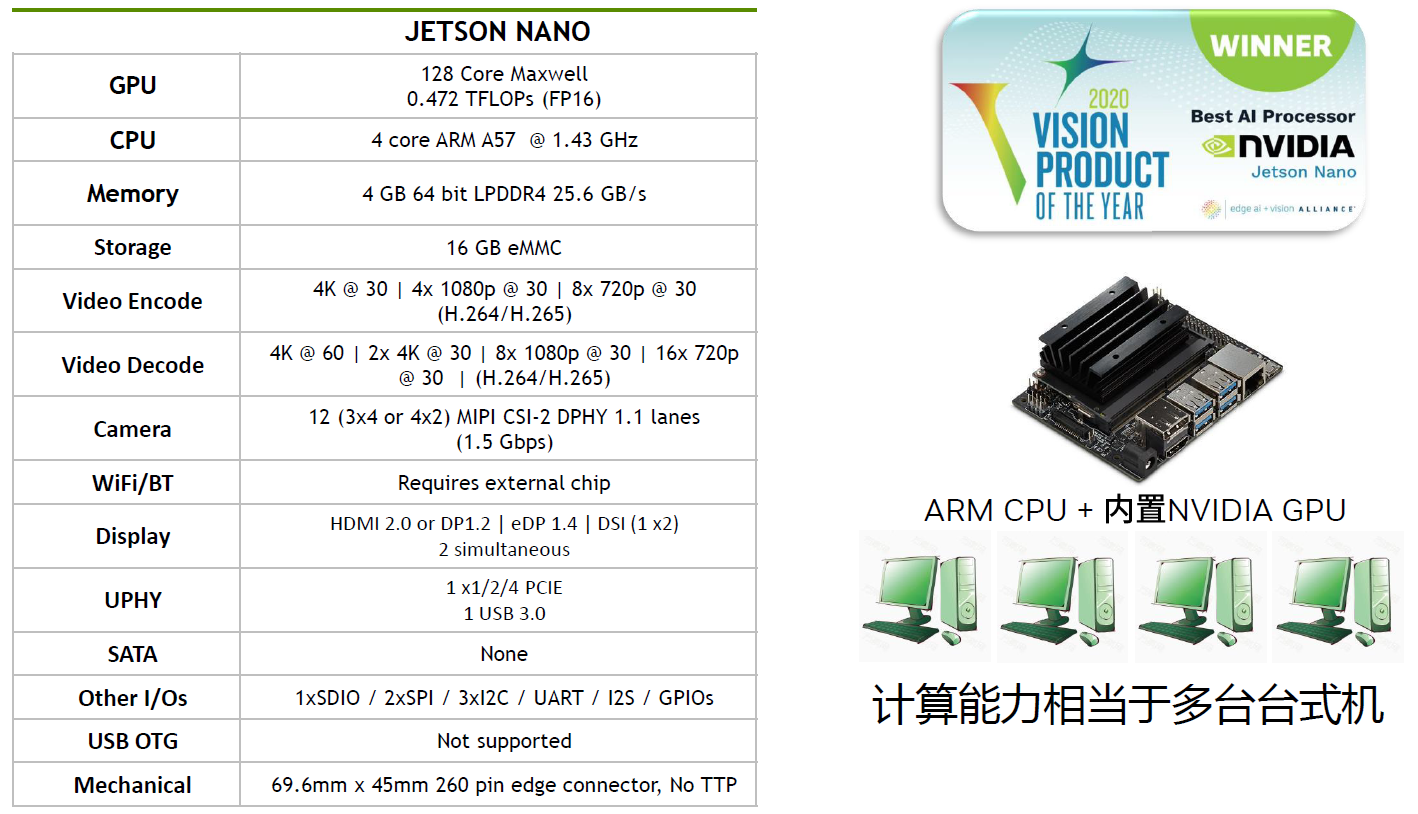 JETSON NANO
GPU
128 Core Maxwell
0.472 TFLOPs (FP16)
CPU
4 core ARM A57 @ 1.43 GHz
Memory
4 GB 64 bit LPDDR4 25.6 GB/s
Storage
16 GB eMMC
Video Encode
4K @ 30 | 4x 1080p @ 30 | 8x 720p @ 30
(H.264/H.265)
Video Decode
4K @ 60 | 2x 4K @ 30 | 8x 1080p @ 30 | 16x 720p
@ 30 | (H.264/H.265)
Camera
12 (3x4 or 4x2) MIPI CSI-2 DPHY 1.1 lanes
(1.5 Gbps)
WiFi/BT
Requires external chip
Display
HDMI 2.0 or DP1.2 | eDP 1.4 | DSI (1 x2)
2 simultaneous
UPHY
1 x1/2/4 PCIE
1 USB 3.0
SATA
None
Other I/Os
1xSDIO / 2xSPI / 3xI2C / UART / I2S / GPIOs
USB OTG
Not supported
Mechanical
69.6mm x 45mm 260 pin edge connector, No TTP
2020
VISION
PRODUCT
OF THE YEAR
WINNER
Best AI Processor
NVIDIA
Jetson Nano
edge ai + vision ALLIANCE
ARM CPU + 内置NVIDIA GPU
计算能力相当于多台台式机